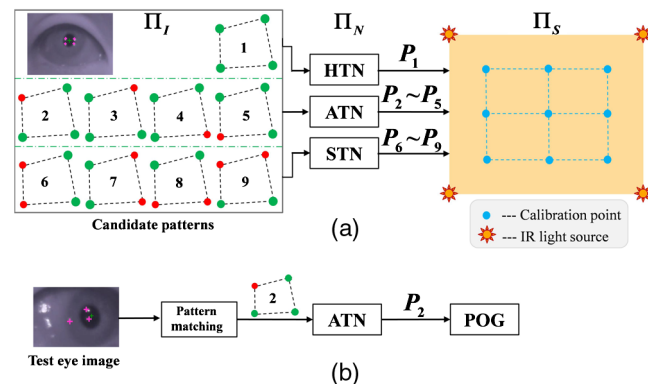 Π_I Π_N Π_S
1
HTN P_1
2 3 4 5
ATN P_2 ~ P_5
6 7 8 9
STN P_6 ~ P_9
Candidate patterns
(a)
--- Calibration point
--- IR light source
2
Pattern
matching
ATN P_2 POG
Test eye image
(b)